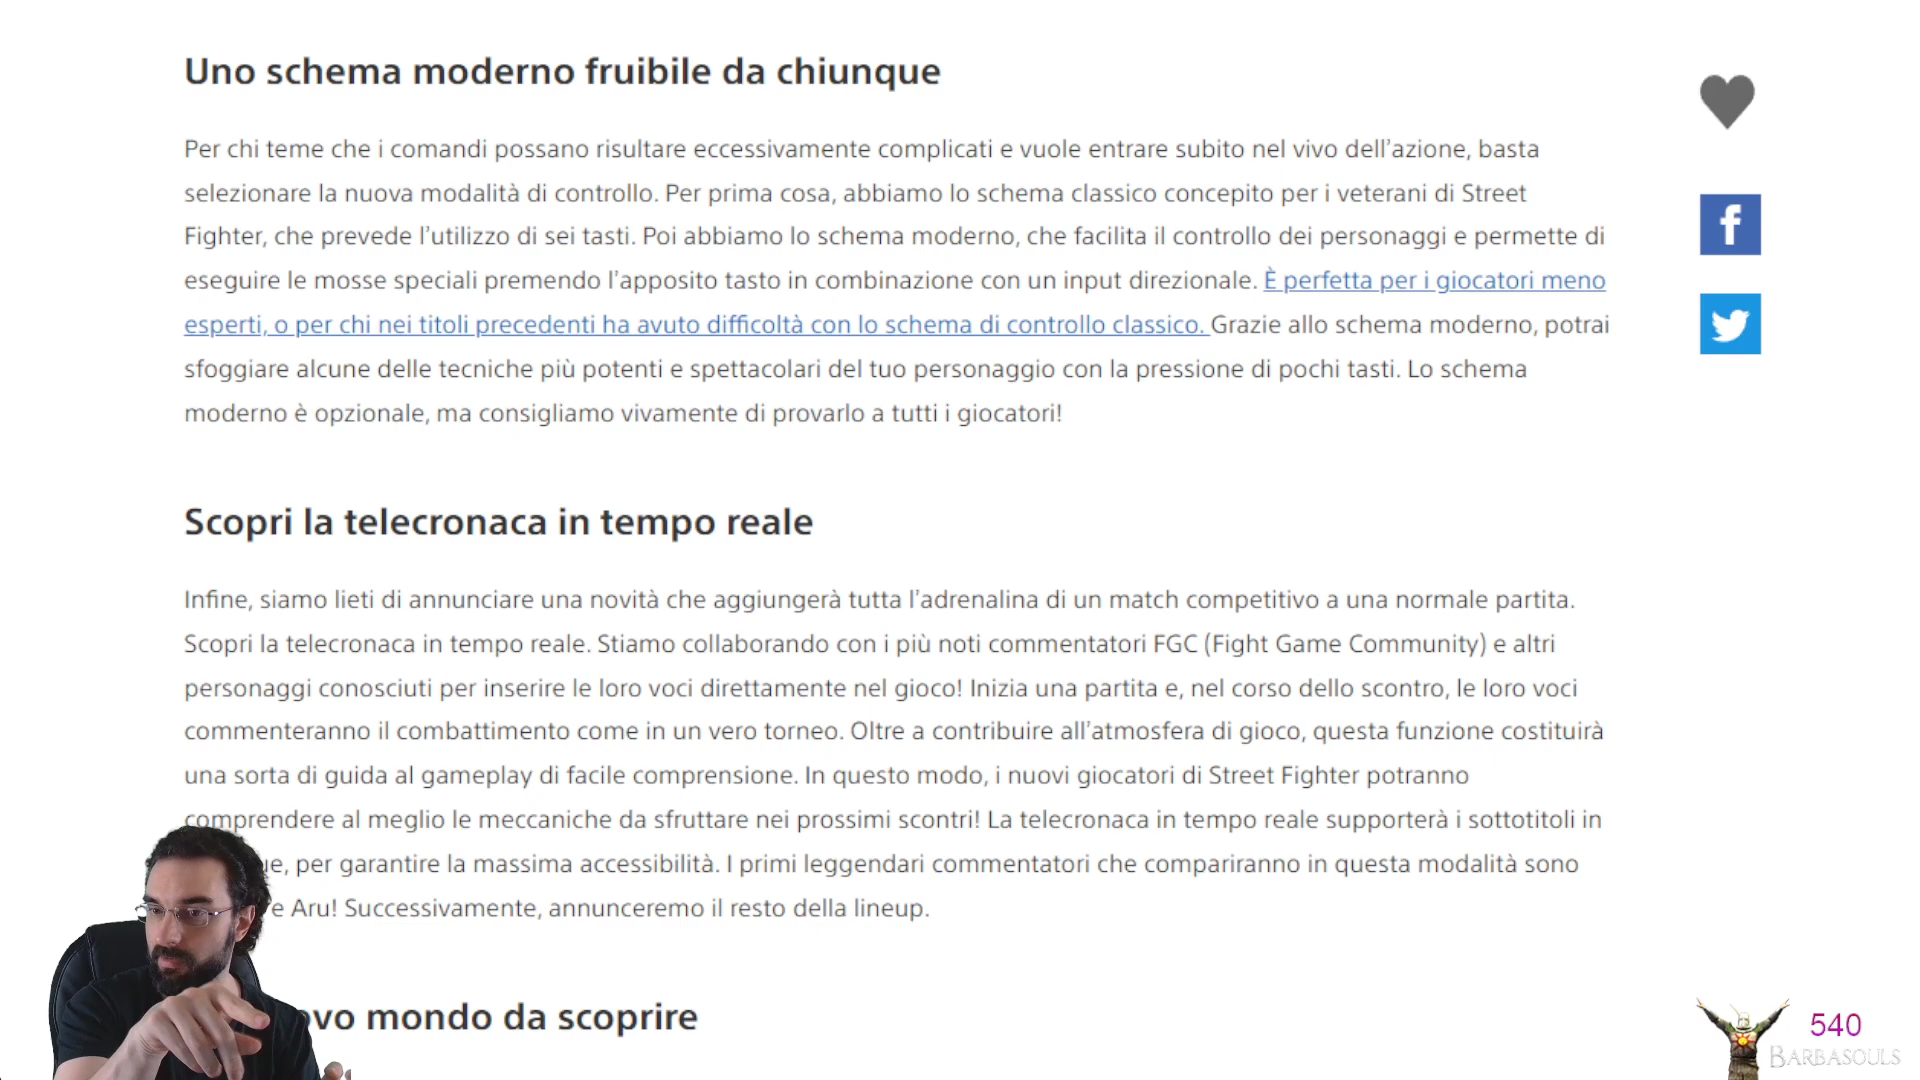 Uno schema moderno fruibile da chiunque
Per chi teme che i comandi possano risultare eccessivamente complicati e vuole entrare subito nel vivo dell’azione, basta
selezionare la nuova modalità di controllo. Per prima cosa, abbiamo lo schema classico concepito per i veterani di Street
Fighter, che prevede l’utilizzo di sei tasti. Poi abbiamo lo schema moderno, che facilita il controllo dei personaggi e permette di
eseguire le mosse speciali premendo l’apposito tasto in combinazione con un input direzionale. È perfetta per i giocatori meno
esperti, o per chi nei titoli precedenti ha avuto difficoltà con lo schema di controllo classico. Grazie allo schema moderno, potrai
sfoggiare alcune delle tecniche più potenti e spettacolari del tuo personaggio con la pressione di pochi tasti. Lo schema
moderno è opzionale, ma consigliamo vivamente di provarlo a tutti i giocatori!
Scopri la telecronaca in tempo reale
Infine, siamo lieti di annunciare una novità che aggiungerà tutta l’adrenalina di un match competitivo a una normale partita.
Scopri la telecronaca in tempo reale. Stiamo collaborando con i più noti commentatori FGC (Fight Game Community) e altri
personaggi conosciuti per inserire le loro voci direttamente nel gioco! Inizia una partita e, nel corso dello scontro, le loro voci
commenteranno il combattimento come in un vero torneo. Oltre a contribuire all’atmosfera di gioco, questa funzione costituirà
una sorta di guida al gameplay di facile comprensione. In questo modo, i nuovi giocatori di Street Fighter potranno
comprendere al meglio le meccaniche da sfruttare nei prossimi scontri! La telecronaca in tempo reale supporterà i sottotitoli in
per garantire la massima accessibilità. I primi leggendari commentatori che compariranno in questa modalità sono
e Aru! Successivamente, annunceremo il resto della lineup.
mondo da scoprire
540
BARBASOULS